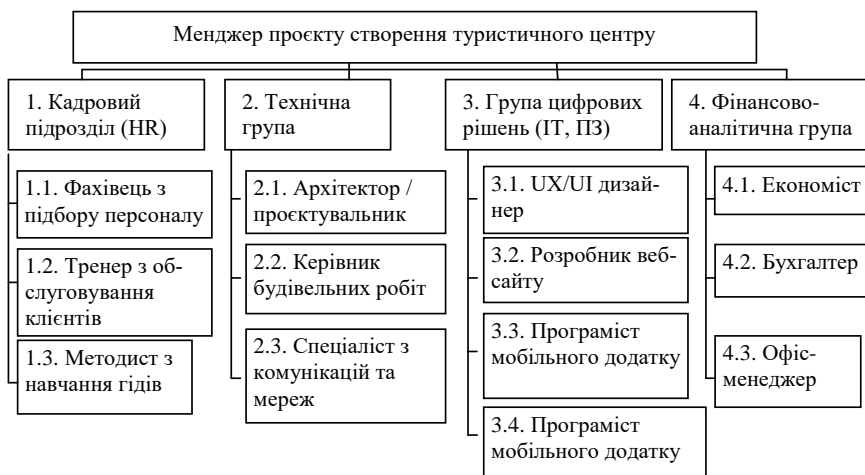 Менджер проєкту створення туристичного центру
1. Кадровий
підрозділ (HR)
1.1. Фахівець з
підбору персоналу
1.2. Тренер з об-
слуговування
клієнтів
1.3. Методист з
навчання гідів
2. Технічна
група
2.1. Архітектор /
проєктувальник
2.2. Керівник
будівельних робіт
2.3. Спеціаліст з
комунікацій та
мереж
3. Група цифрових
рішень (ІТ, ПЗ)
3.1. UX/UI дизай-
нер
3.2. Розробник веб-
сайту
3.3. Програміст
мобільного додатку
3.4. Програміст
мобільного додатку
4. Фінансово-
аналітична група
4.1. Економіст
4.2. Бухгалтер
4.3. Офіс-
менеджер